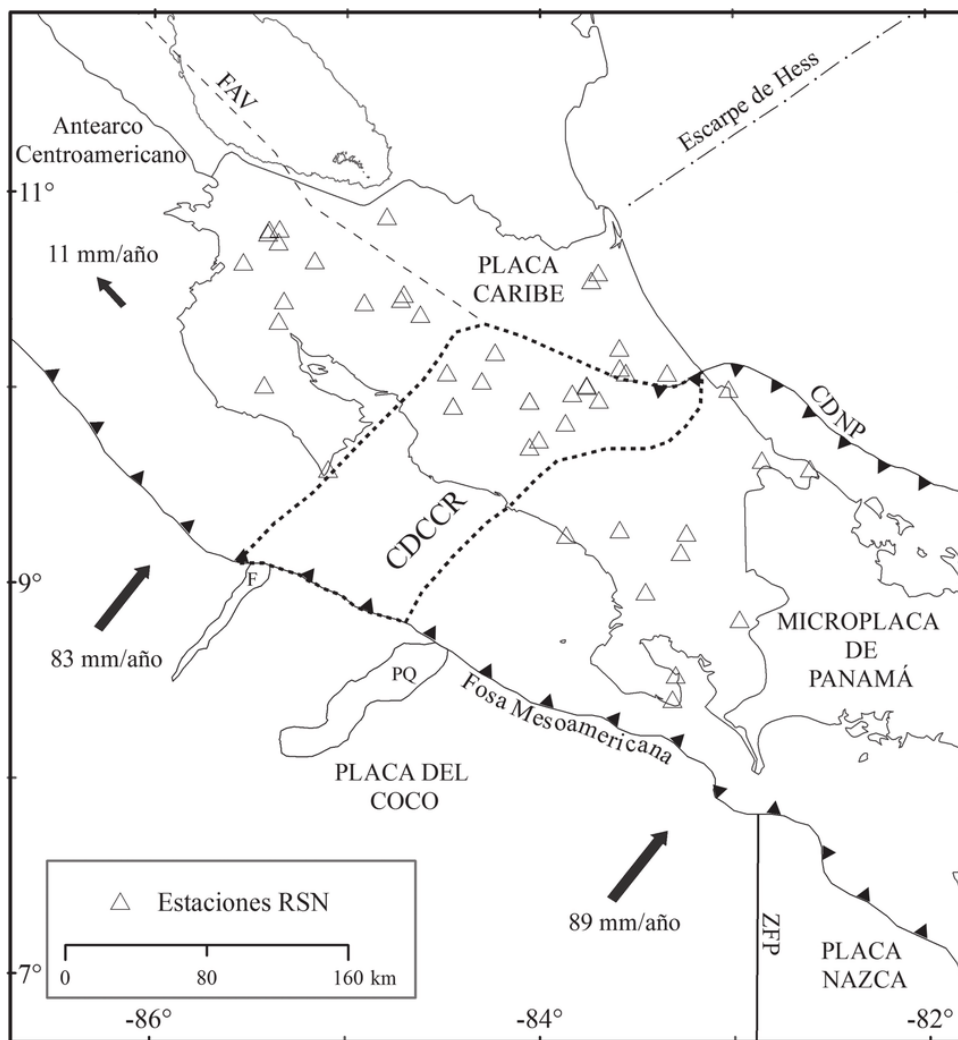 FAV
Escarpe de Hess
Antearco
Centroamericano
11°
11 mm/año
PLACA
CARIBE
CDNP
CDCCR
9°
F
83 mm/año
MICROPLACA
DE
PANAMÁ
PQ
Fosa Mesoamericana
PLACA DEL
COCO
Estaciones RSN
89 mm/año
ZFP
PLACA
NAZCA
0 80 160 km
7°
-86° -84° -82°